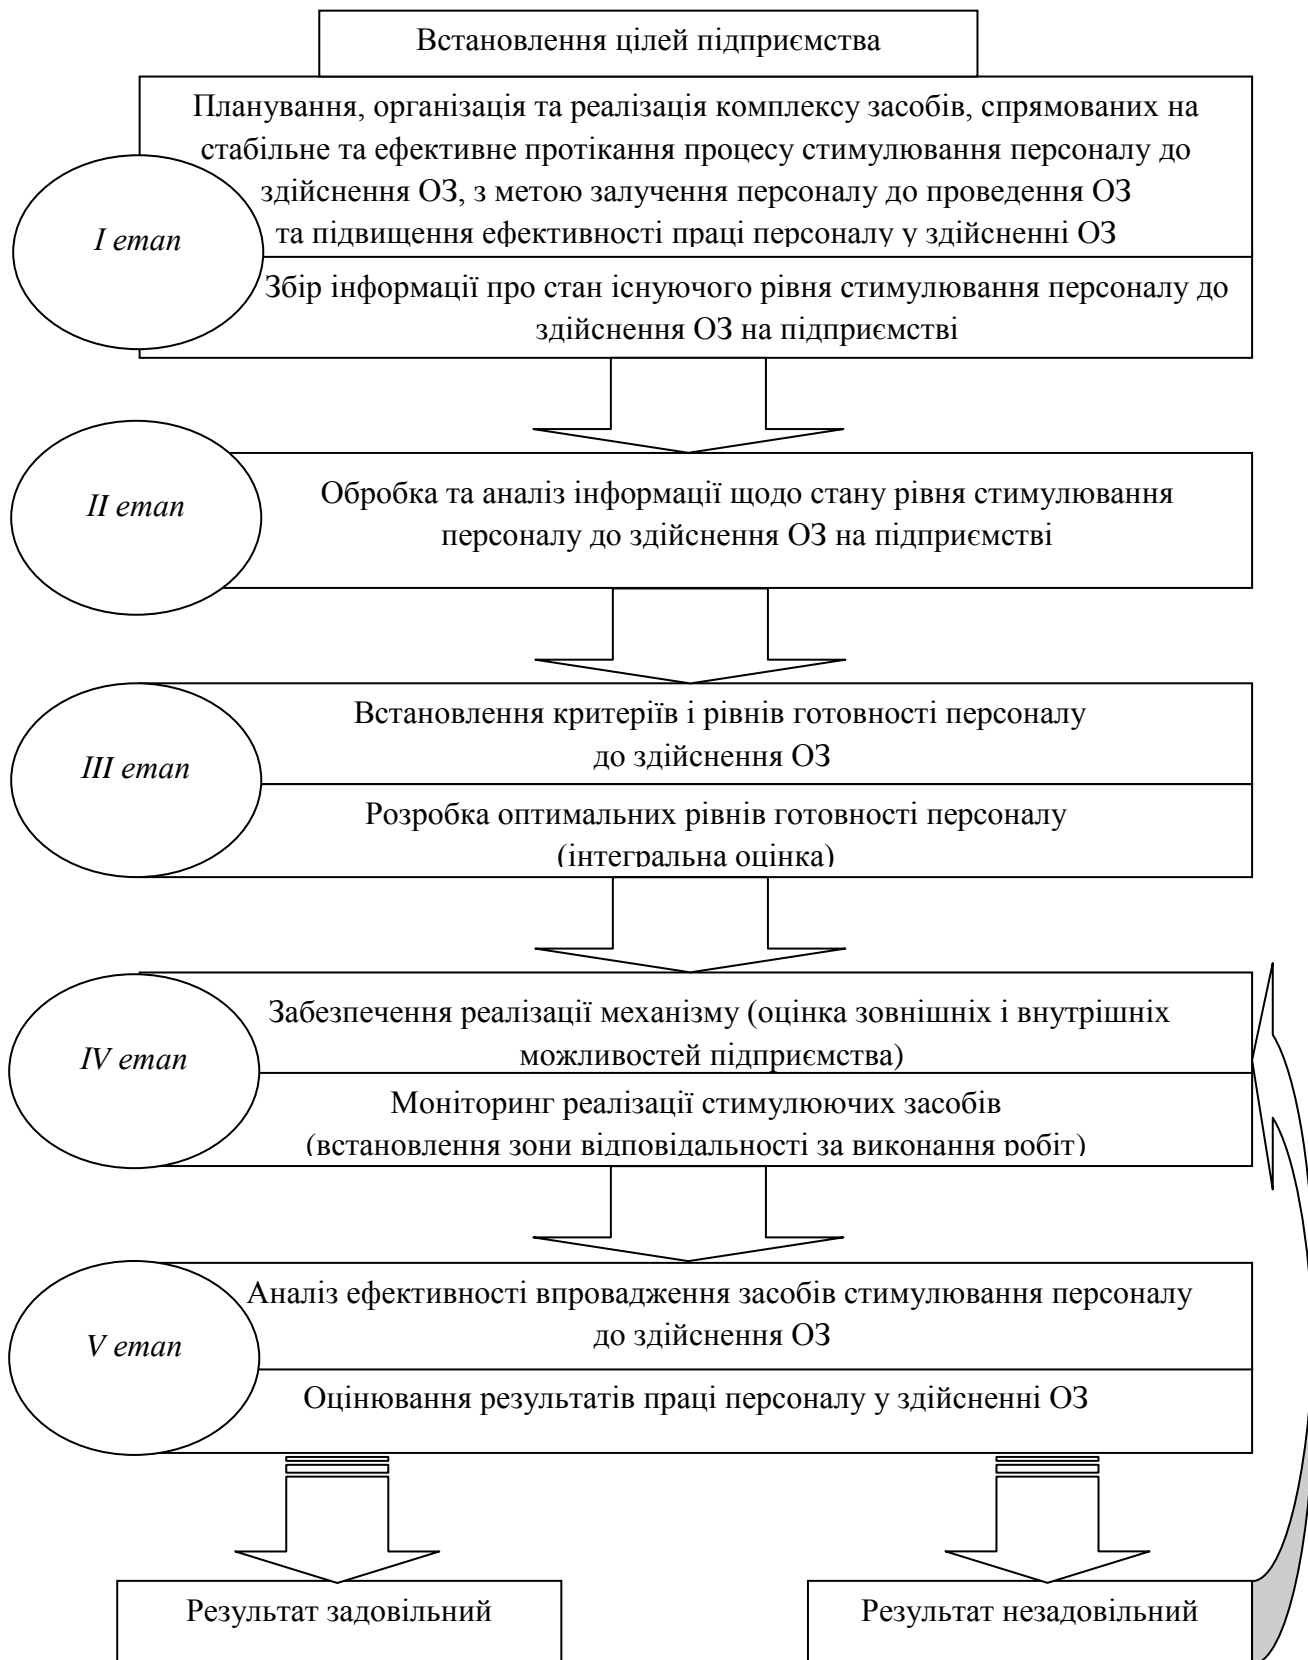 Встановлення цілей підприємства
Планування, організація та реалізація комплексу засобів, спрямованих на
стабільне та ефективне протікання процесу стимулювання персоналу до
здійснення ОЗ, з метою залучення персоналу до проведення ОЗ
та підвищення ефективності праці персоналу у здійсненні ОЗ
I етап
Збір інформації про стан існуючого рівня стимулювання персоналу до
здійснення ОЗ на підприємстві
II етап
Обробка та аналіз інформації щодо стану рівня стимулювання
персоналу до здійснення ОЗ на підприємстві
III етап
Встановлення критеріїв і рівнів готовності персоналу
до здійснення ОЗ
Розробка оптимальних рівнів готовності персоналу
(інтегральна оцінка)
IV етап
Забезпечення реалізації механізму (оцінка зовнішніх і внутрішніх
можливостей підприємства)
Моніторинг реалізації стимулюючих засобів
(встановлення зони відповідальності за виконання робіт)
V етап
Аналіз ефективності впровадження засобів стимулювання персоналу
до здійснення ОЗ
Оцінювання результатів праці персоналу у здійсненні ОЗ
Результат задовільний
Результат незадовільний